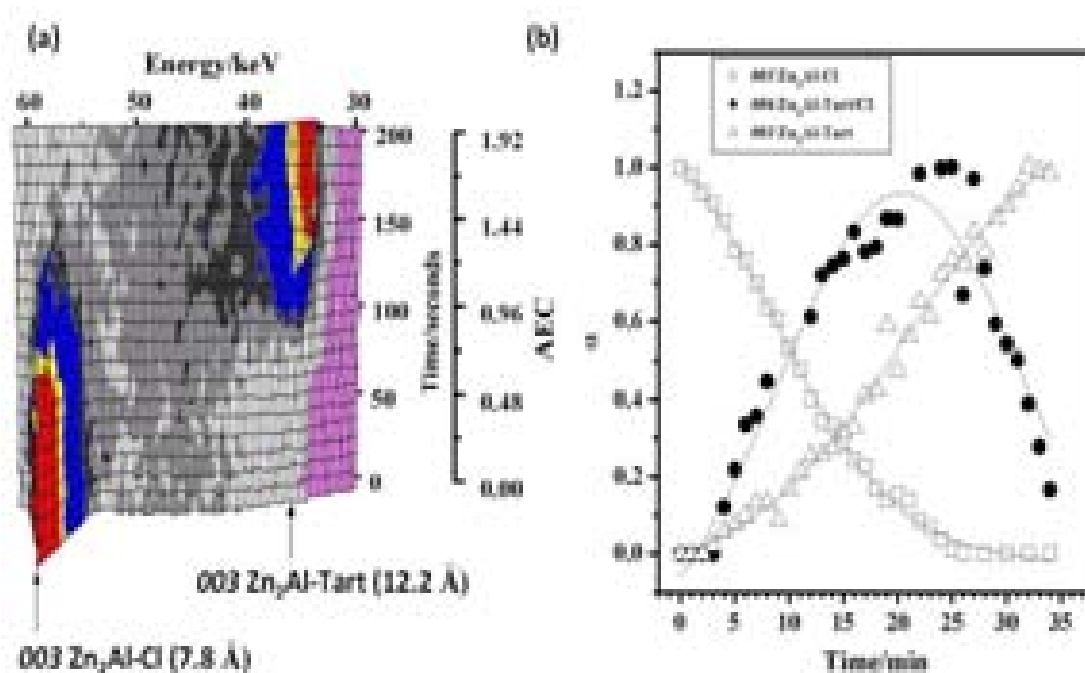 (a)
Energy/keV
60 50 40 30
200
150
100
50
0
Time/seconds
1.92
1.44
0.96
0.48
0.00
AEC
003 Zn₂Al-Tart (12.2 Å)
003 Zn₂Al-Cl (7.8 Å)
(b)
1.2
1.0
0.8
0.6
0.4
0.2
0.0
α
0 5 10 15 20 25 30 35
Time/min